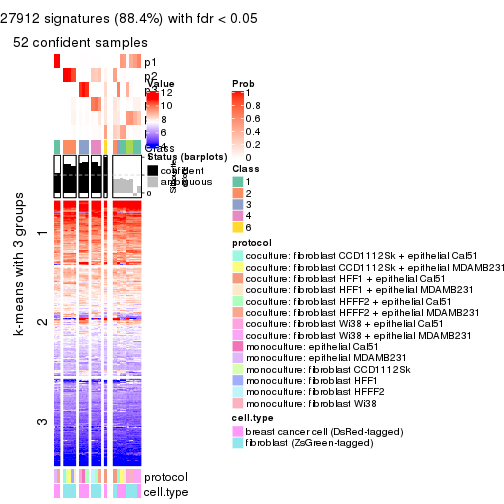 27912 signatures (88.4%) with fdr < 0.05
52 confident samples
p1
p2
Value
12
10
8
6
4
Class
Status (barplots)
confident
ambiguous
0
1
2
3
k-means with 3 groups
protocol
cell.type
Prob
1
0.8
0.6
0.4
0.2
0
Class
1
2
3
4
6
protocol
coculture: fibroblast CCD1112Sk + epithelial Cal51
coculture: fibroblast CCD1112Sk + epithelial MDAMB231
coculture: fibroblast HFF1 + epithelial Cal51
coculture: fibroblast HFF1 + epithelial MDAMB231
coculture: fibroblast HFFF2 + epithelial Cal51
coculture: fibroblast HFFF2 + epithelial MDAMB231
coculture: fibroblast Wi38 + epithelial Cal51
coculture: fibroblast Wi38 + epithelial MDAMB231
monoculture: epithelial Cal51
monoculture: epithelial MDAMB231
monoculture: fibroblast CCD1112Sk
monoculture: fibroblast HFF1
monoculture: fibroblast HFFF2
monoculture: fibroblast Wi38
cell.type
breast cancer cell (DsRed-tagged)
fibroblast (ZsGreen-tagged)